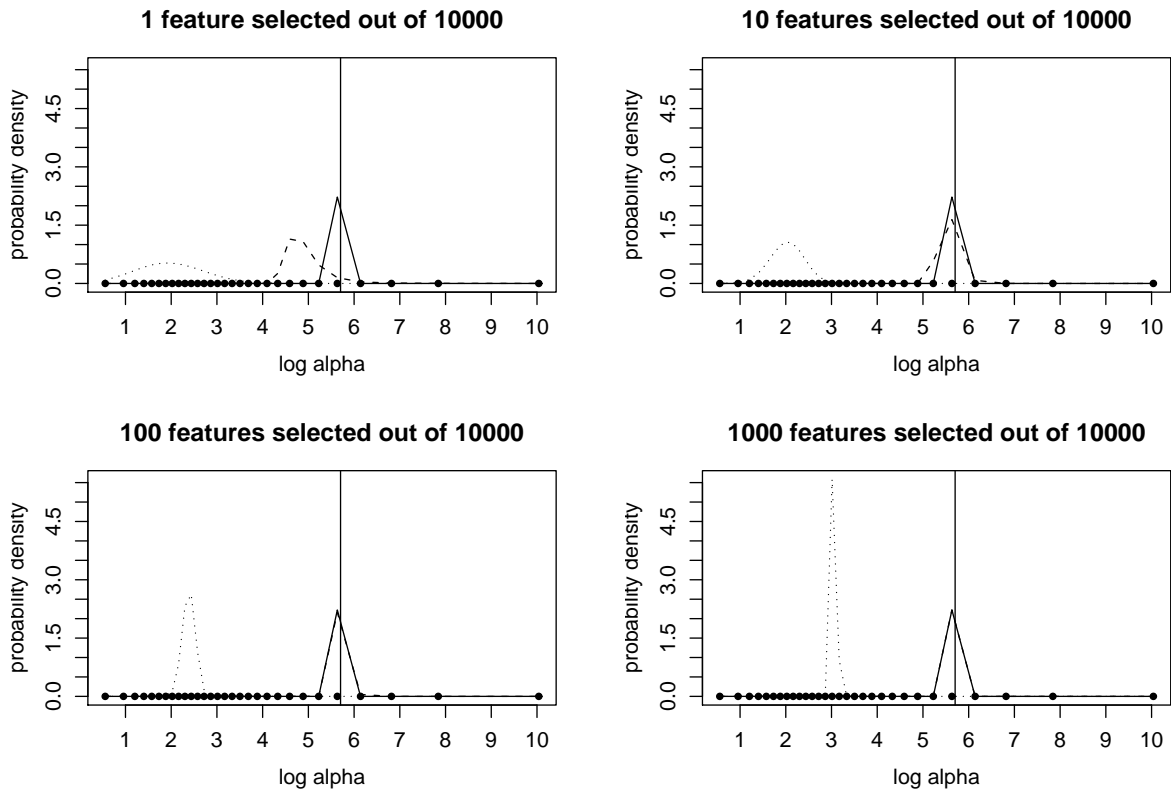 1 feature selected out of 10000
probability density
0.0 1.5 3.0 4.5
1 2 3 4 5 6 7 8 9 10
log alpha
10 features selected out of 10000
probability density
0.0 1.5 3.0 4.5
1 2 3 4 5 6 7 8 9 10
log alpha
100 features selected out of 10000
probability density
0.0 1.5 3.0 4.5
1 2 3 4 5 6 7 8 9 10
log alpha
1000 features selected out of 10000
probability density
0.0 1.5 3.0 4.5
1 2 3 4 5 6 7 8 9 10
log alpha